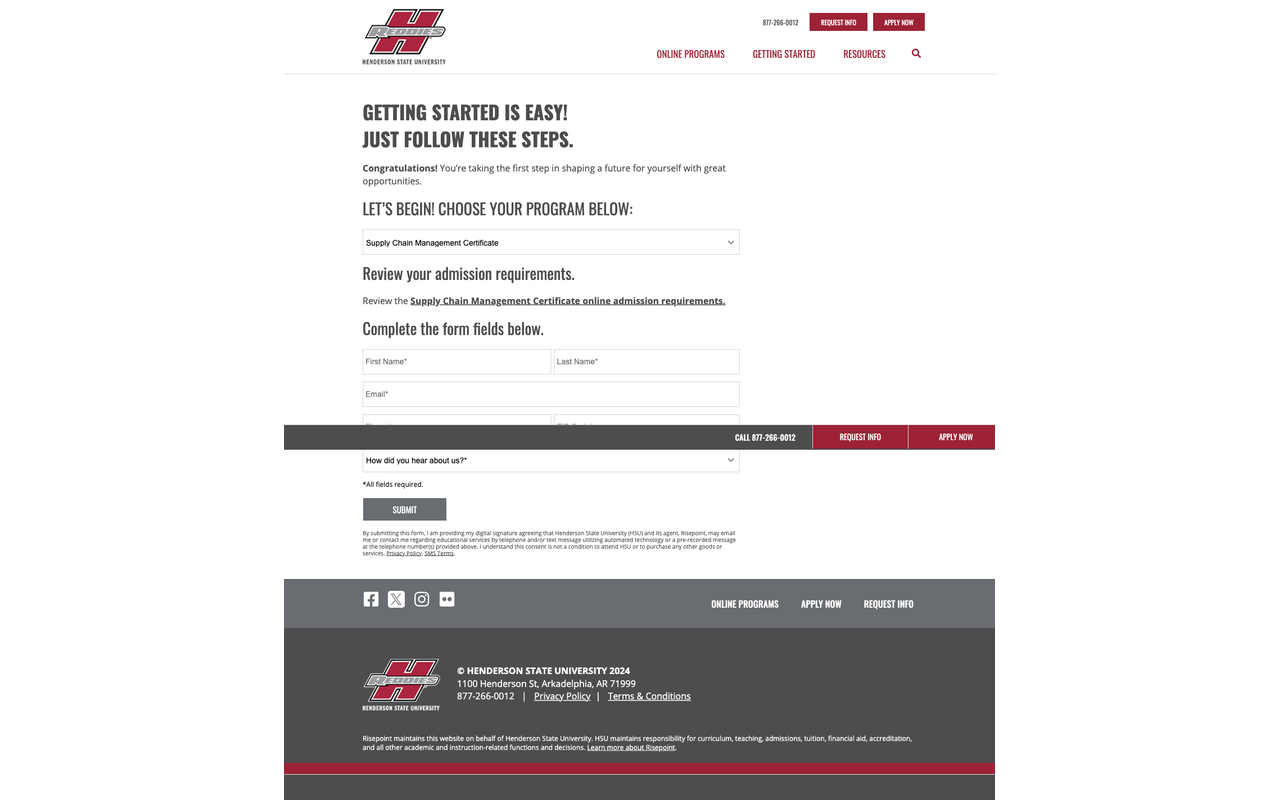 REDDIES
HENDERSON STATE UNIVERSITY
877-266-0012
REQUEST INFO
APPLY NOW
ONLINE PROGRAMS
GETTING STARTED
RESOURCES
GETTING STARTED IS EASY!
JUST FOLLOW THESE STEPS.
Congratulations! You're taking the first step in shaping a future for yourself with great
opportunities.
LET'S BEGIN! CHOOSE YOUR PROGRAM BELOW:
Supply Chain Management Certificate
Review your admission requirements.
Review the Supply Chain Management Certificate online admission requirements.
Complete the form fields below.
First Name*
Last Name*
Email*
CALL 877-266-0012
REQUEST INFO
APPLY NOW
How did you hear about us?*
*All fields required.
SUBMIT
By submitting this form, I am providing my digital signature agreeing that Henderson State University (HSU) and its agent, Risepoint, may email
me or contact me regarding educational services by telephone and/or text message utilizing automated technology or a pre-recorded message
at the telephone number(s) provided above. I understand this consent is not a condition to attend HSU or to purchase any other goods or
services. Privacy Policy. SMS Terms.
ONLINE PROGRAMS
APPLY NOW
REQUEST INFO
REDDIES
HENDERSON STATE UNIVERSITY
© HENDERSON STATE UNIVERSITY 2024
1100 Henderson St, Arkadelphia, AR 71999
877-266-0012 | Privacy Policy | Terms & Conditions
Risepoint maintains this website on behalf of Henderson State University. HSU maintains responsibility for curriculum, teaching, admissions, tuition, financial aid, accreditation,
and all other academic and instruction-related functions and decisions. Learn more about Risepoint.